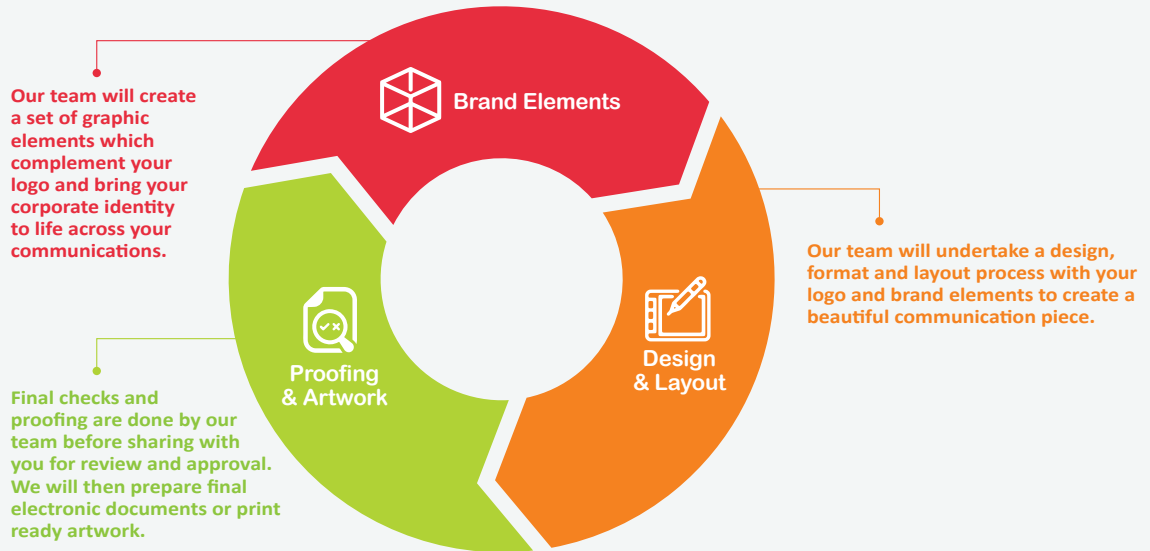 Brand Elements
Our team will create
a set of graphic
elements which
complement your
logo and bring your
corporate identity
to life across your
communications.
Design
& Layout
Our team will undertake a design,
format and layout process with your
logo and brand elements to create a
beautiful communication piece.
Proofing
& Artwork
Final checks and
proofing are done by our
team before sharing with
you for review and approval.
We will then prepare final
electronic documents or print
ready artwork.